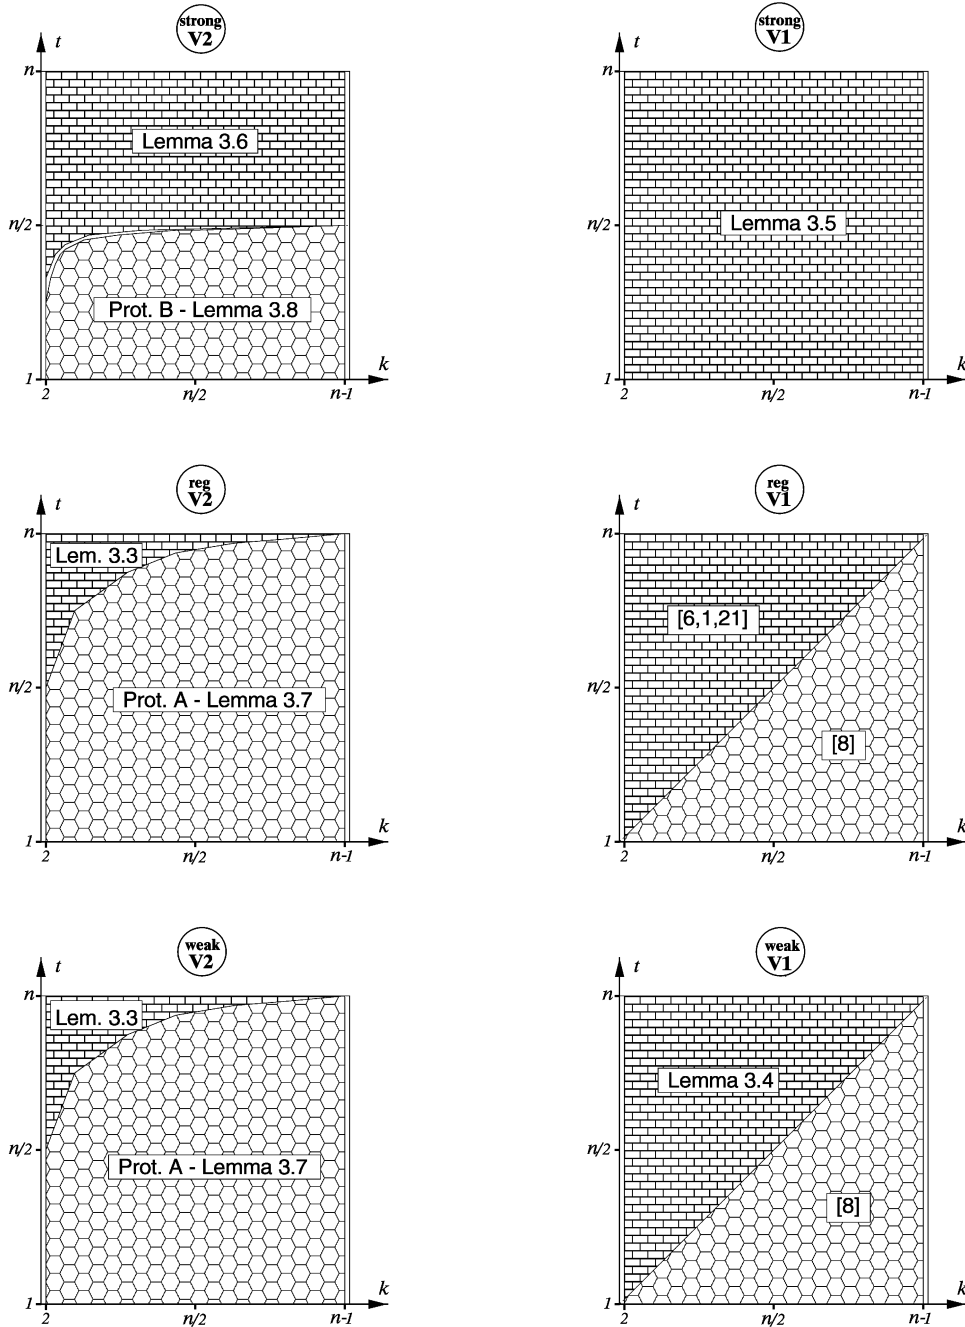 strong
V2
t
n
Lemma 3.6
n/2
Prot. B - Lemma 3.8
k
1
2
n/2
n-1
strong
V1
t
n
n/2
Lemma 3.5
k
1
2
n/2
n-1
reg
V2
t
n
Lem. 3.3
n/2
Prot. A - Lemma 3.7
k
1
2
n/2
n-1
reg
V1
t
n
[6,1,21]
n/2
[8]
k
1
2
n/2
n-1
weak
V2
t
n
Lem. 3.3
n/2
Prot. A - Lemma 3.7
k
1
2
n/2
n-1
weak
V1
t
n
Lemma 3.4
n/2
[8]
k
1
2
n/2
n-1